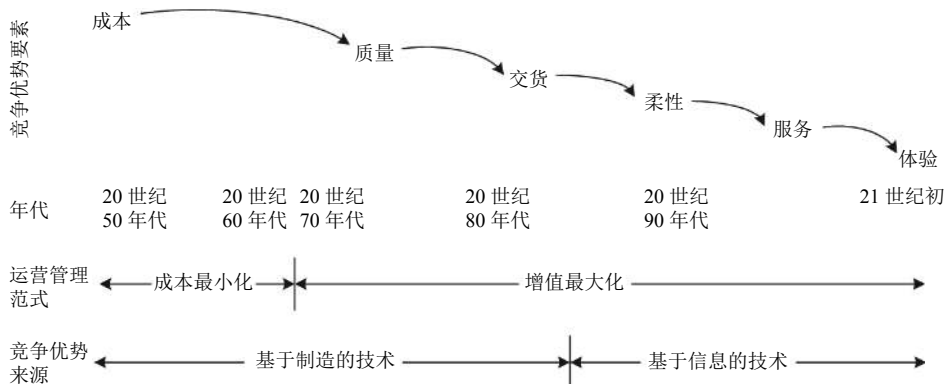 竞争优势要素
成本
质量
交货
柔性
服务
体验
年代
20 世纪
50 年代
20 世纪
60 年代
20 世纪
70 年代
20 世纪
80 年代
20 世纪
90 年代
21 世纪初
运营管理
范式
成本最小化
增值最大化
竞争优势
来源
基于制造的技术
基于信息的技术